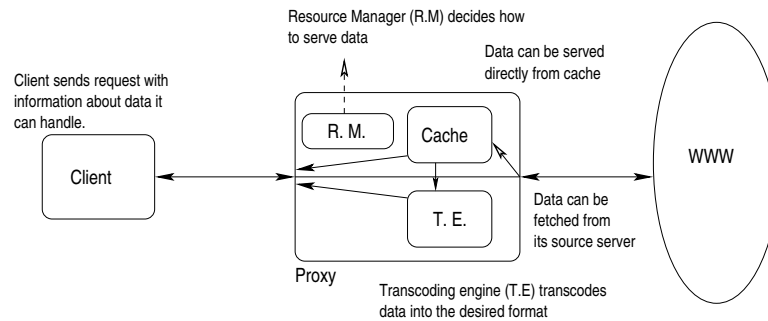 Resource Manager (R.M) decides how
to serve data
Data can be served
directly from cache
Client sends request with
information about data it
can handle.
R. M.
Cache
WWW
Client
Data can be
fetched from
its source server
T. E.
Proxy
Transcoding engine (T.E) transcodes
data into the desired format